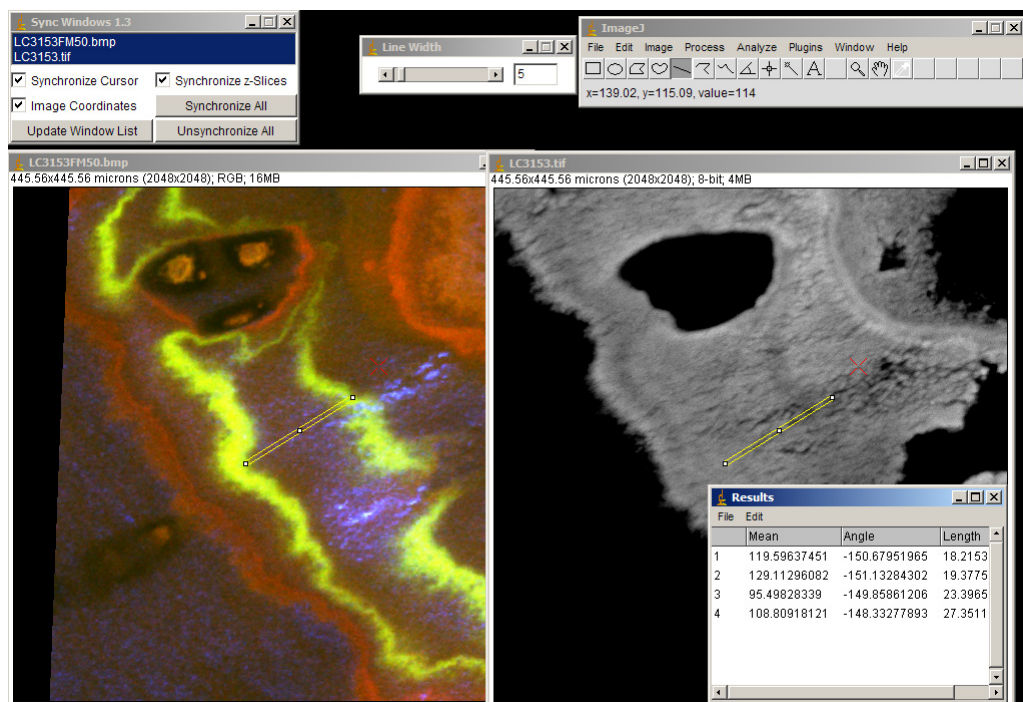 Sync Windows 1.3
LC3153FM50.bmp
LC3153.tif
Synchronize Cursor
Synchronize z-Slices
Image Coordinates
Synchronize All
Update Window List
Unsynchronize All
Line Width
5
ImageJ
File Edit Image Process Analyze Plugins Window Help
A
x=139.02, y=115.09, value=114
LC3153FM50.bmp
445.56x445.56 microns (2048x2048); RGB; 16MB
LC3153.tif
445.56x445.56 microns (2048x2048); 8-bit; 4MB
Results
File Edit
Mean Angle Length
1 119.59637451 -150.67951965 18.2153
2 129.11296082 -151.13284302 19.3775
3 95.49828339 -149.85861206 23.3965
4 108.80918121 -148.33277893 27.3511